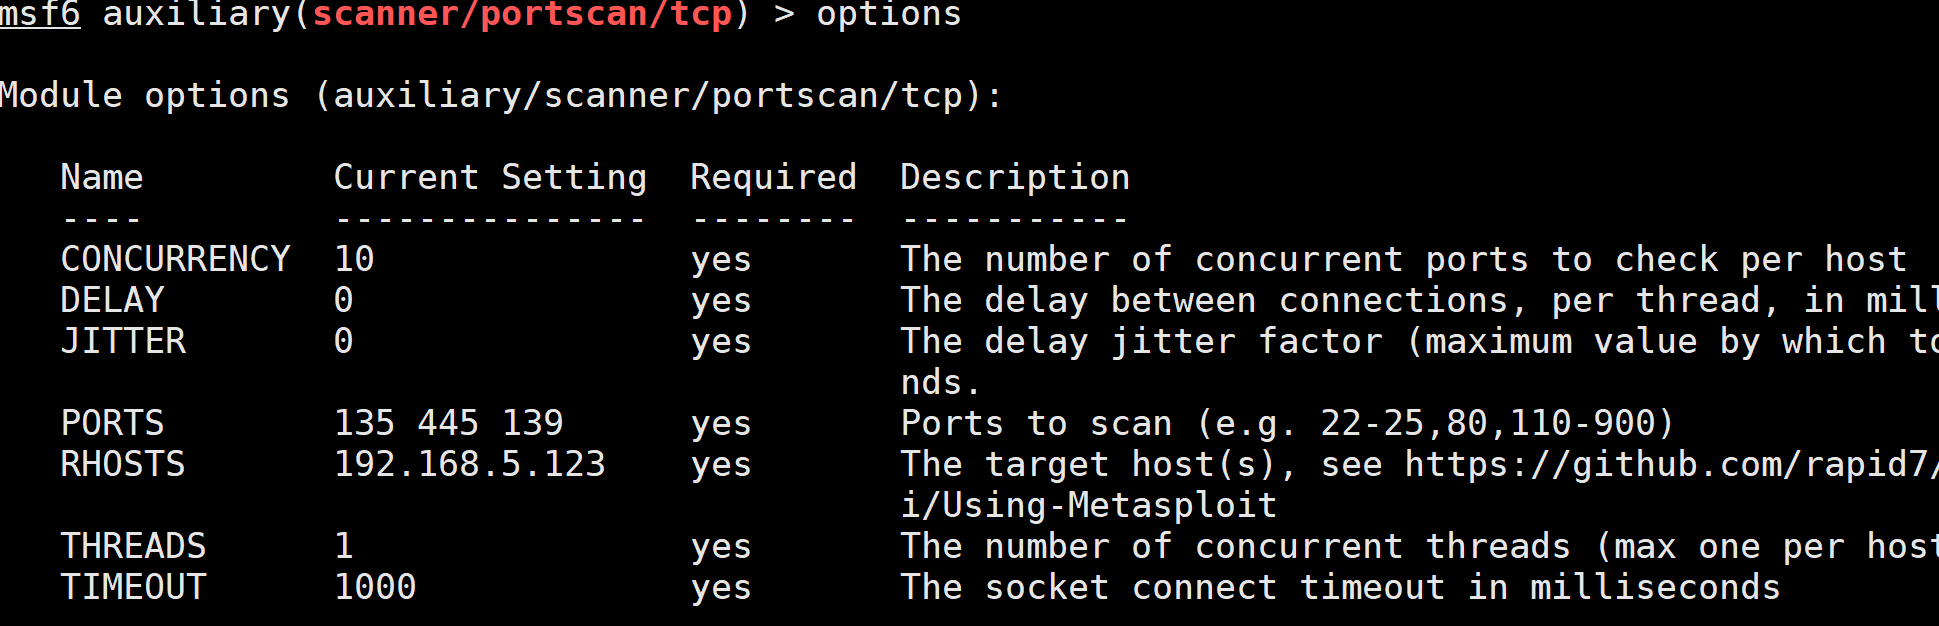 msf6 auxiliary(scanner/portscan/tcp) > options
Module options (auxiliary/scanner/portscan/tcp):
Name Current Setting Required Description
---- --------------- -------- -----------
CONCURRENCY 10 yes The number of concurrent ports to check per host
DELAY 0 yes The delay between connections, per thread, in mill
JITTER 0 yes The delay jitter factor (maximum value by which to
nds.
PORTS 135 445 139 yes Ports to scan (e.g. 22-25,80,110-900)
RHOSTS 192.168.5.123 yes The target host(s), see https://github.com/rapid7/
i/Using-Metasploit
THREADS 1 yes The number of concurrent threads (max one per host
TIMEOUT 1000 yes The socket connect timeout in milliseconds